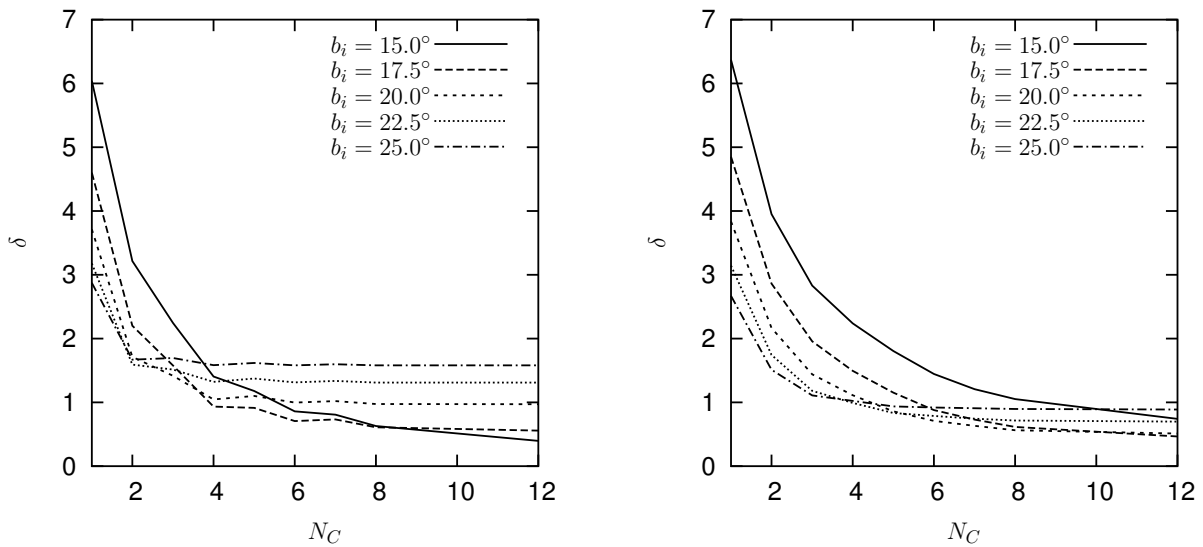 7
6
5
4
3
2
1
0
δ
2 4 6 8 10 12
N_C
b_i = 15.0°
b_i = 17.5°
b_i = 20.0°
b_i = 22.5°
b_i = 25.0°
7
6
5
4
3
2
1
0
δ
2 4 6 8 10 12
N_C
b_i = 15.0°
b_i = 17.5°
b_i = 20.0°
b_i = 22.5°
b_i = 25.0°